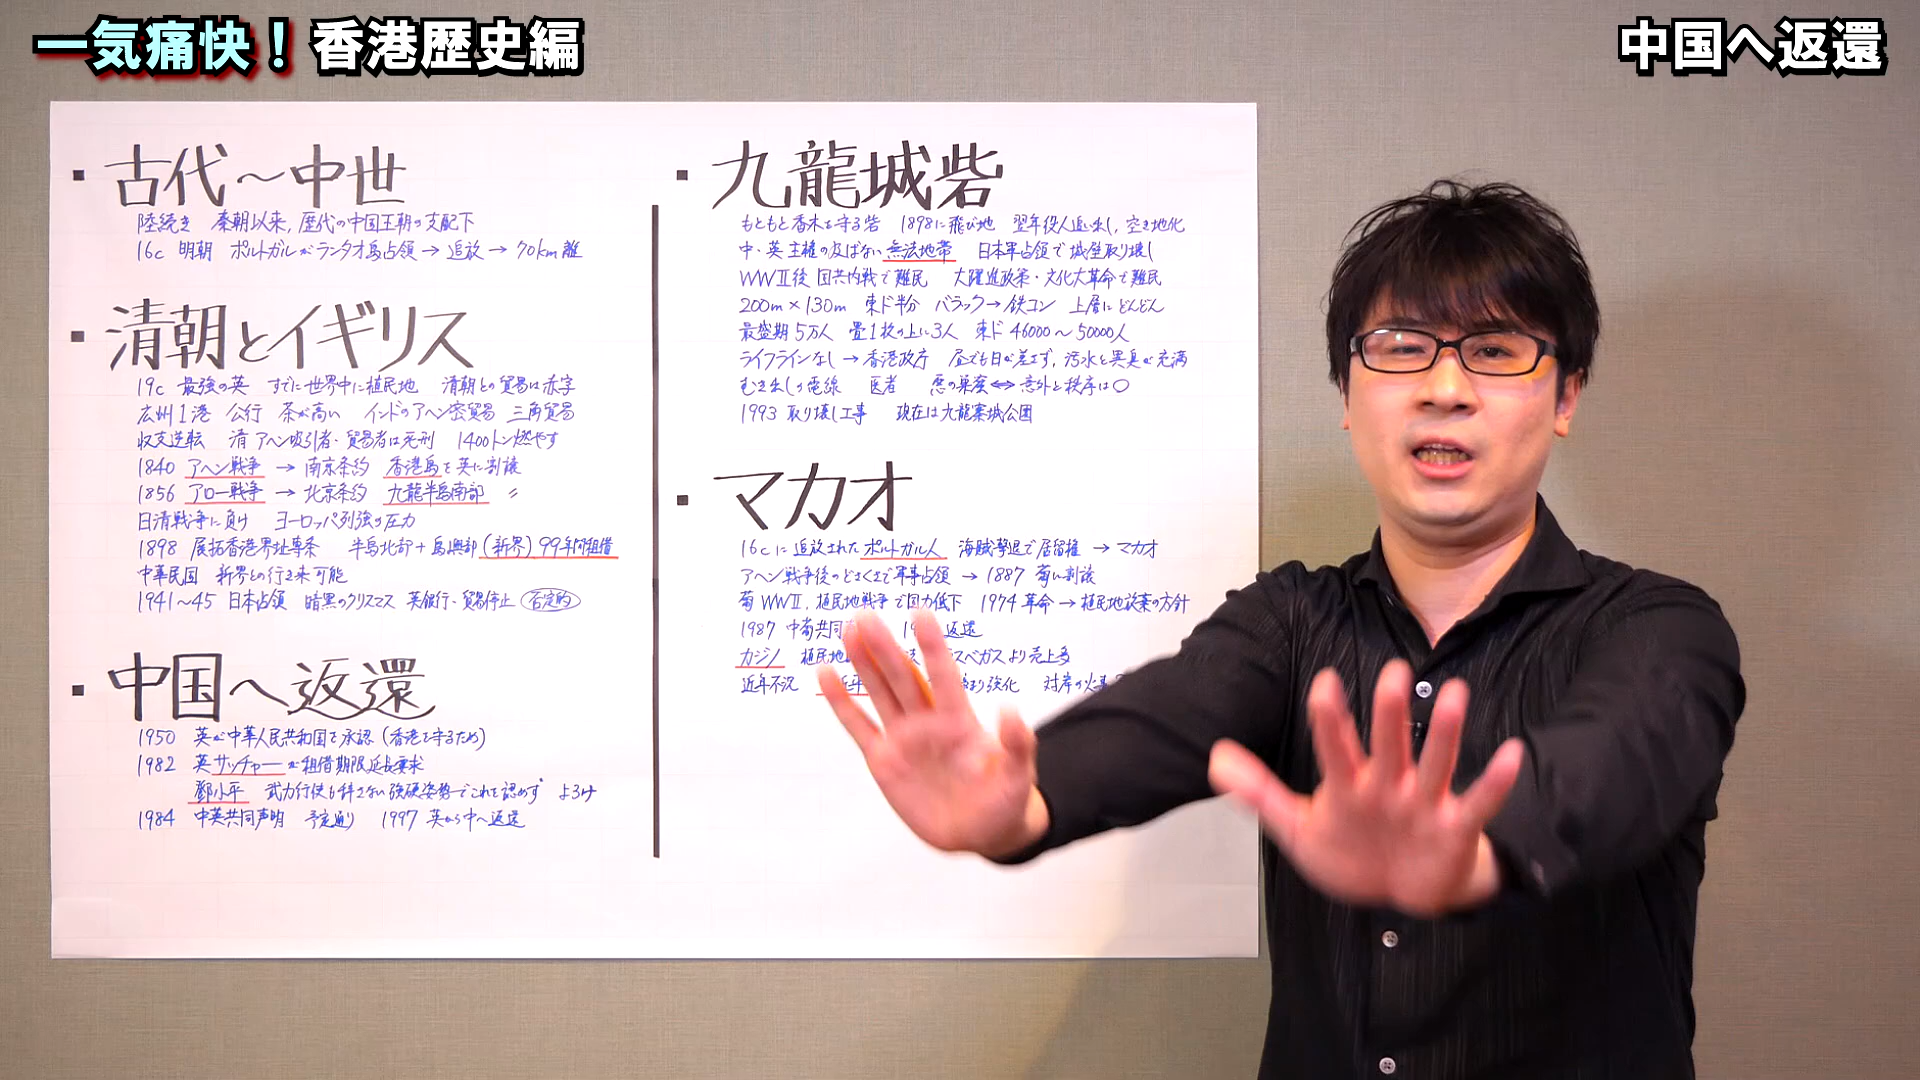 一気痛快！香港歴史編
中国へ返還
・古代～中世
陸続き 秦朝以来，歴代の中国王朝の支配下
16c 明朝 ポルトガルがランタオ島占領→追放→70km離
・清朝とイギリス
19c 最強の英 すでに世界中に植民地 清朝との貿易は赤字
広州1港 公行 茶が高い インドのアヘン密貿易 三角貿易
収支逆転 清 アヘン吸引者・貿易者は死刑 1400トン燃やす
1840 アヘン戦争 → 南京条約 香港島を英に割譲
1856 アロー戦争 → 北京条約 九龍半島南部 〃
日清戦争に負け ヨーロッパ列強の圧力
1898 展拓香港界址専条 半島北部＋島嶼部(新界) 99年間租借
中華民国 新界との行き来可能
1941～45 日本占領 暗黒のクリスマス 英銀行・貿易停止 否定的
・中国へ返還
1950 英が中華人民共和国を承認 (香港を守るため)
1982 英サッチャーが租借期限延長要求
鄧小平 武力行使も辞さない強硬姿勢でこれを認めず よろけ
1984 中英共同声明 予定通り 1997 英から中へ返還
・九龍城砦
もともと香木を守る砦 1898に飛び地 翌年役人追い出し，空き地化
中・英 主権の及ばない無法地帯 日本軍占領で城壁取り壊し
WWⅡ後 国共内戦で難民 大躍進政策・文化大革命で難民
200m×130m 東ド半分 バラック→鉄コン 上層にどんどん
最盛期5万人 畳1枚の上に3人 東ド 46000～50000人
ライフラインなし→香港政庁 昼でも日が差さず，汚水と異臭が充満
むき出しの電線 医者 悪の巣窟⇔意外と秩序は〇
1993 取り壊し工事 現在は九龍寨城公園
・マカオ
16cに追放されたポルトガル人 海賊撃退で居留権 → マカオ
アヘン戦争後のどさくさで軍事占領 → 1887 葡に割譲
葡 WWⅡ，植民地戦争で国力低下 1974 革命→植民地放棄の方針
1987 中葡共同 返還
カジノ 植民地 スベガスより売上多
近年不況 強化 対岸の火事